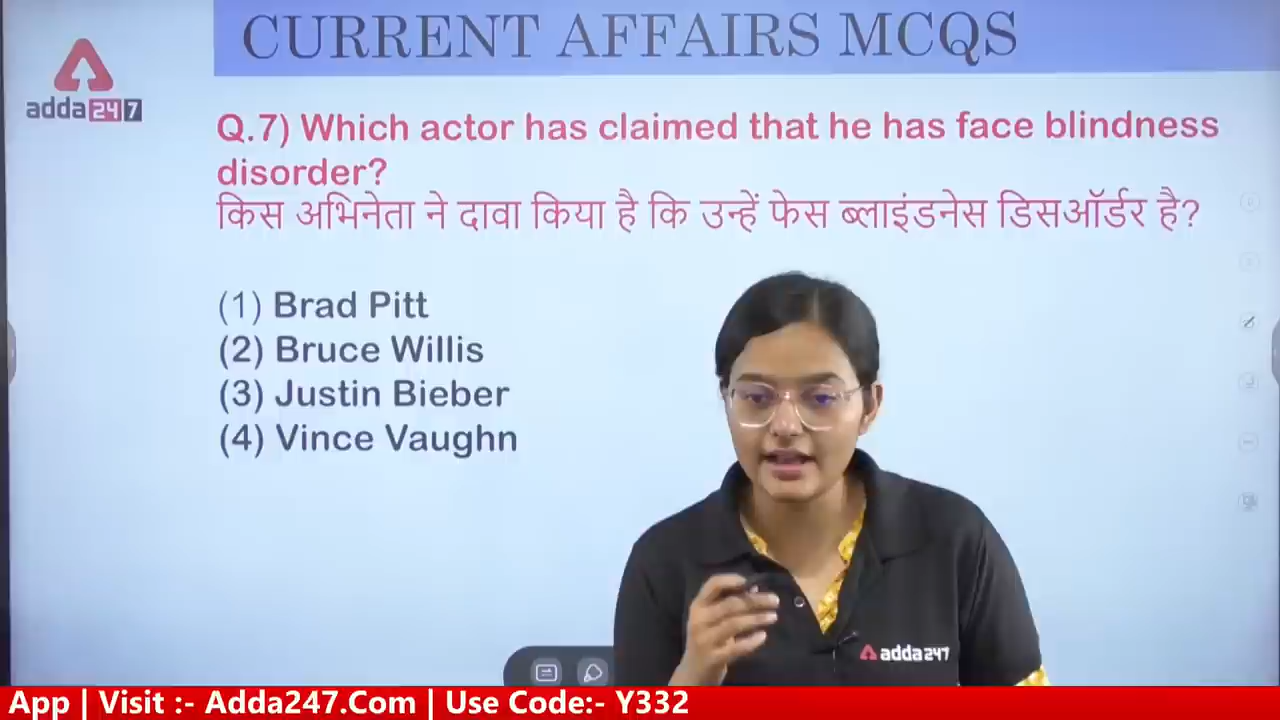 CURRENT AFFAIRS MCQS
adda247
Q.7) Which actor has claimed that he has face blindness
disorder?
किस अभिनेता ने दावा किया है कि उन्हें फेस ब्लाइंडनेस डिसऑर्डर है?
(1) Brad Pitt
(2) Bruce Willis
(3) Justin Bieber
(4) Vince Vaughn
adda247
App | Visit :- Adda247.Com | Use Code:- Y332